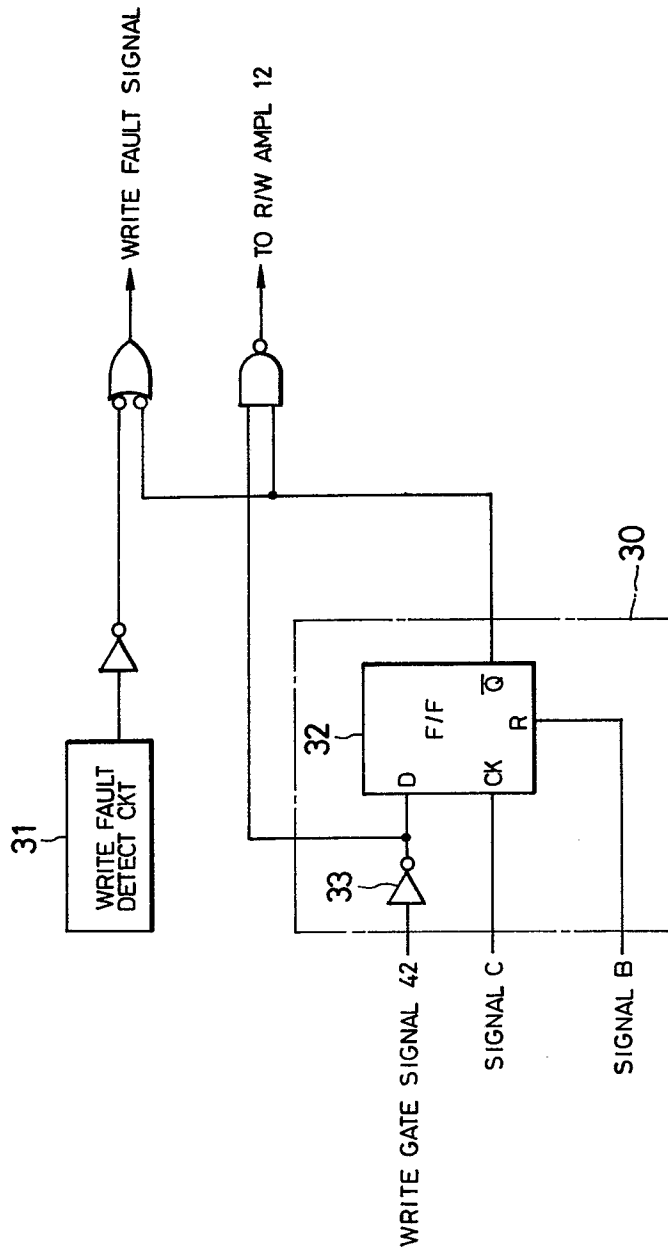 31
WRITE FAULT
DETECT CKT
WRITE FAULT SIGNAL
TO R/W AMPL 12
30
32
F/F
D
CK
Q
R
33
WRITE GATE SIGNAL 42
SIGNAL C
SIGNAL B